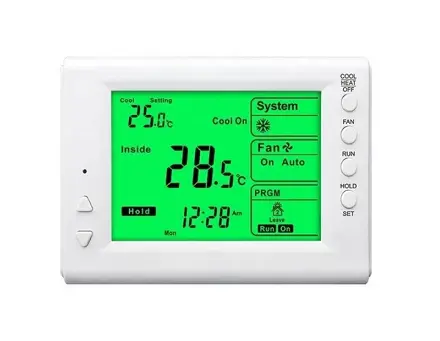 Cool Setting
25.0°C
Cool On
Inside
28.5°C
Hold
12:28 Am
Mon
System
Fan
On Auto
PRGM
Leave
Run On
COOL
HEAT
OFF
FAN
RUN
HOLD
SET